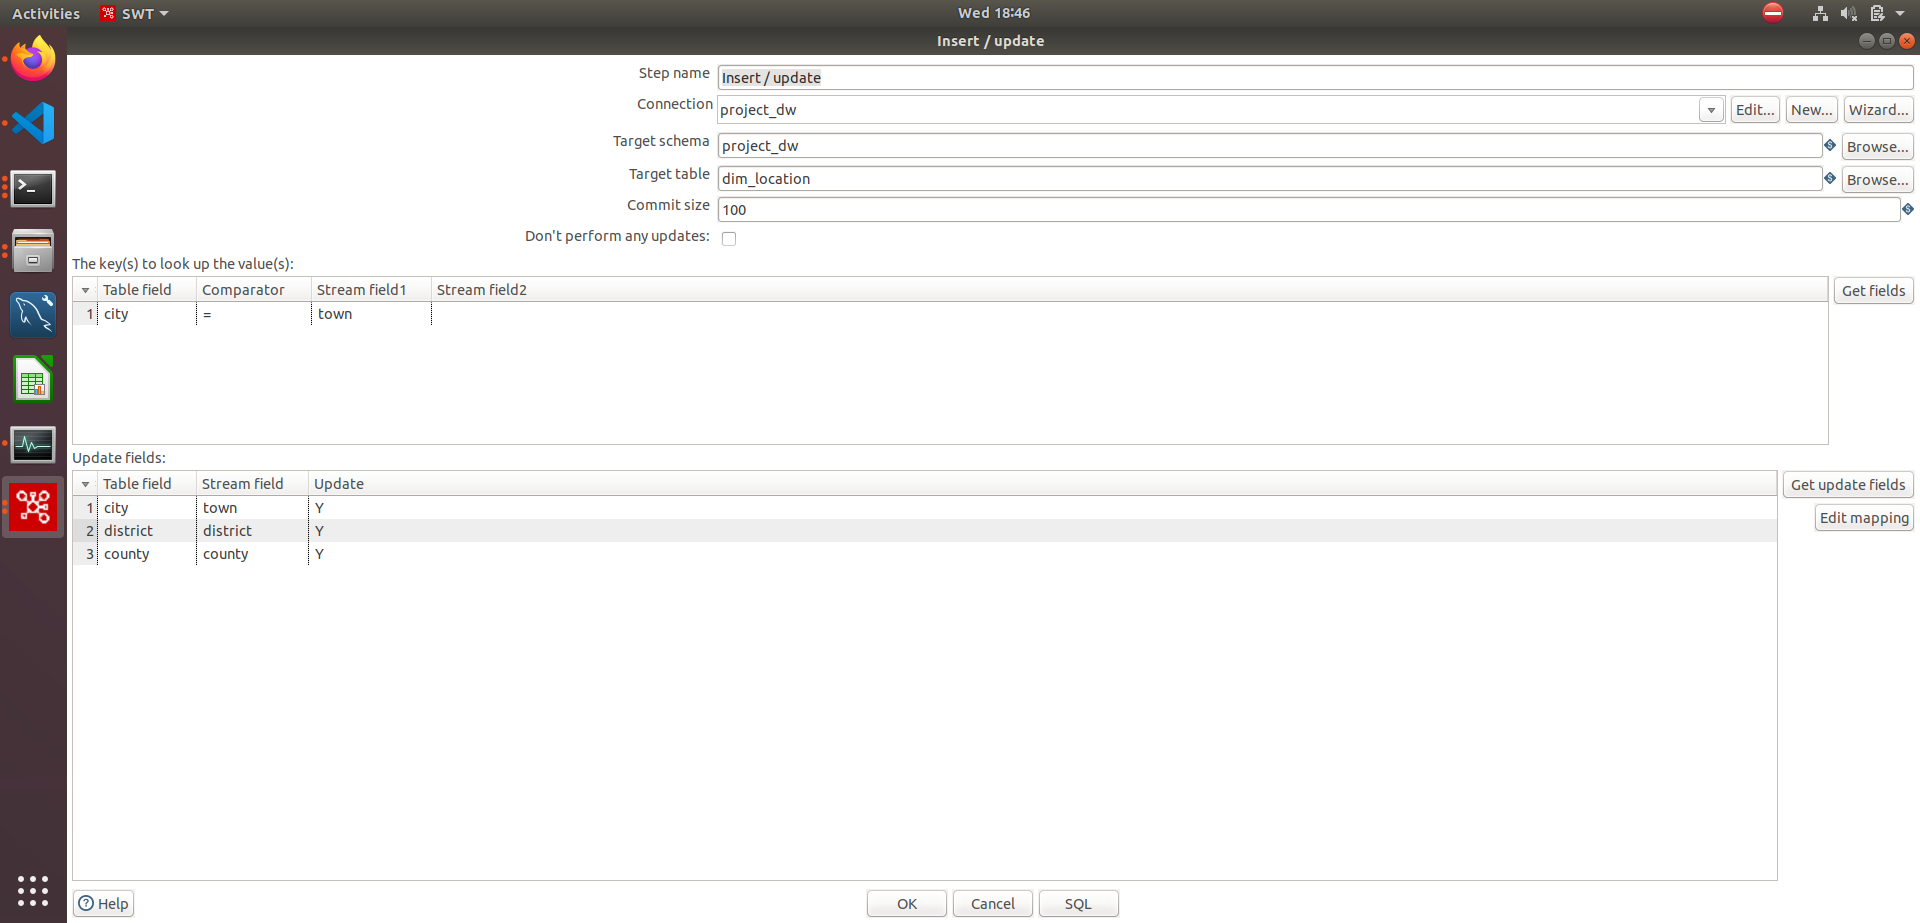 Activities SWT Wed 18:46
Insert / update
Step name Insert / update
Connection project_dw Edit... New... Wizard...
Target schema project_dw Browse...
Target table dim_location Browse...
Commit size 100
Don't perform any updates:
The key(s) to look up the value(s):
Table field Comparator Stream field1 Stream field2 Get fields
1 city = town
Update fields:
Table field Stream field Update Get update fields
1 city town Y
Edit mapping
2 district district Y
3 county county Y
Help OK Cancel SQL